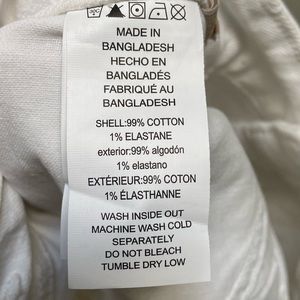 MADE IN
BANGLADESH
HECHO EN
BANGLADÉS
FABRIQUÉ AU
BANGLADESH
SHELL:99% COTTON
1% ELASTANE
exterior:99% algodón
1% elastano
EXTÉRIEUR:99% COTON
1% ÉLASTHANNE
WASH INSIDE OUT
MACHINE WASH COLD
SEPARATELY
DO NOT BLEACH
TUMBLE DRY LOW